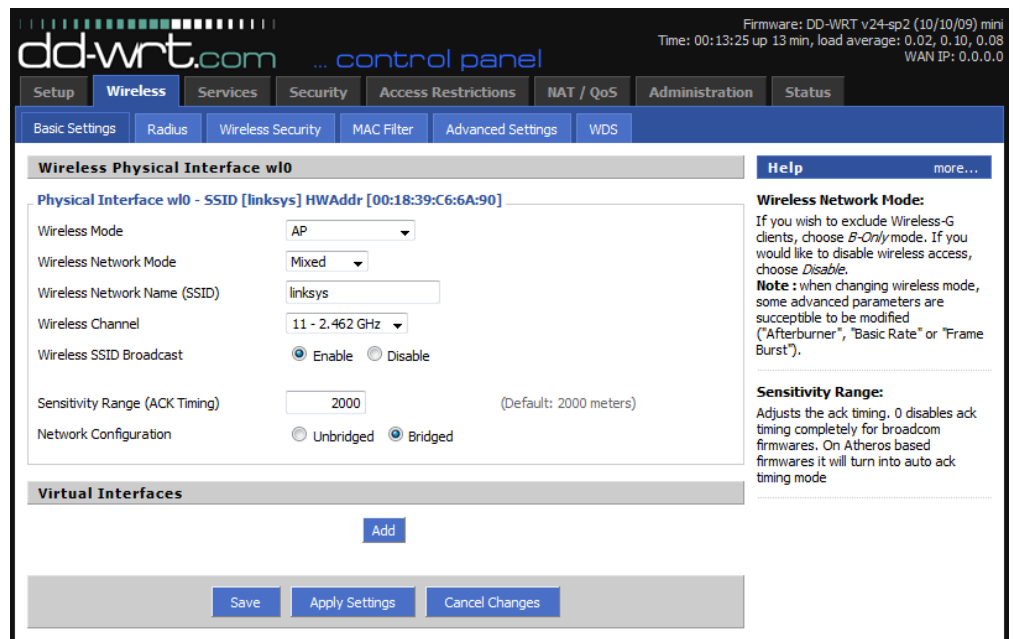 dd-wrt.com ... control panel
Firmware: DD-WRT v24-sp2 (10/10/09) mini
Time: 00:13:25 up 13 min, load average: 0.02, 0.10, 0.08
WAN IP: 0.0.0.0
Setup Wireless Services Security Access Restrictions NAT / QoS Administration Status
Basic Settings Radius Wireless Security MAC Filter Advanced Settings WDS
Wireless Physical Interface wl0
Physical Interface wl0 - SSID [linksys] HWAddr [00:18:39:C6:6A:90]
Wireless Mode AP
Wireless Network Mode Mixed
Wireless Network Name (SSID) linksys
Wireless Channel 11 - 2.462 GHz
Wireless SSID Broadcast Enable Disable
Sensitivity Range (ACK Timing) 2000 (Default: 2000 meters)
Network Configuration Unbridged Bridged
Virtual Interfaces
Add
Save Apply Settings Cancel Changes
Help more...
Wireless Network Mode:
If you wish to exclude Wireless-G
clients, choose B-Only mode. If you
would like to disable wireless access,
choose Disable.
Note : when changing wireless mode,
some advanced parameters are
succeptible to be modified
("Afterburner", "Basic Rate" or "Frame
Burst").
Sensitivity Range:
Adjusts the ack timing. 0 disables ack
timing completely for broadcom
firmwares. On Atheros based
firmwares it will turn into auto ack
timing mode